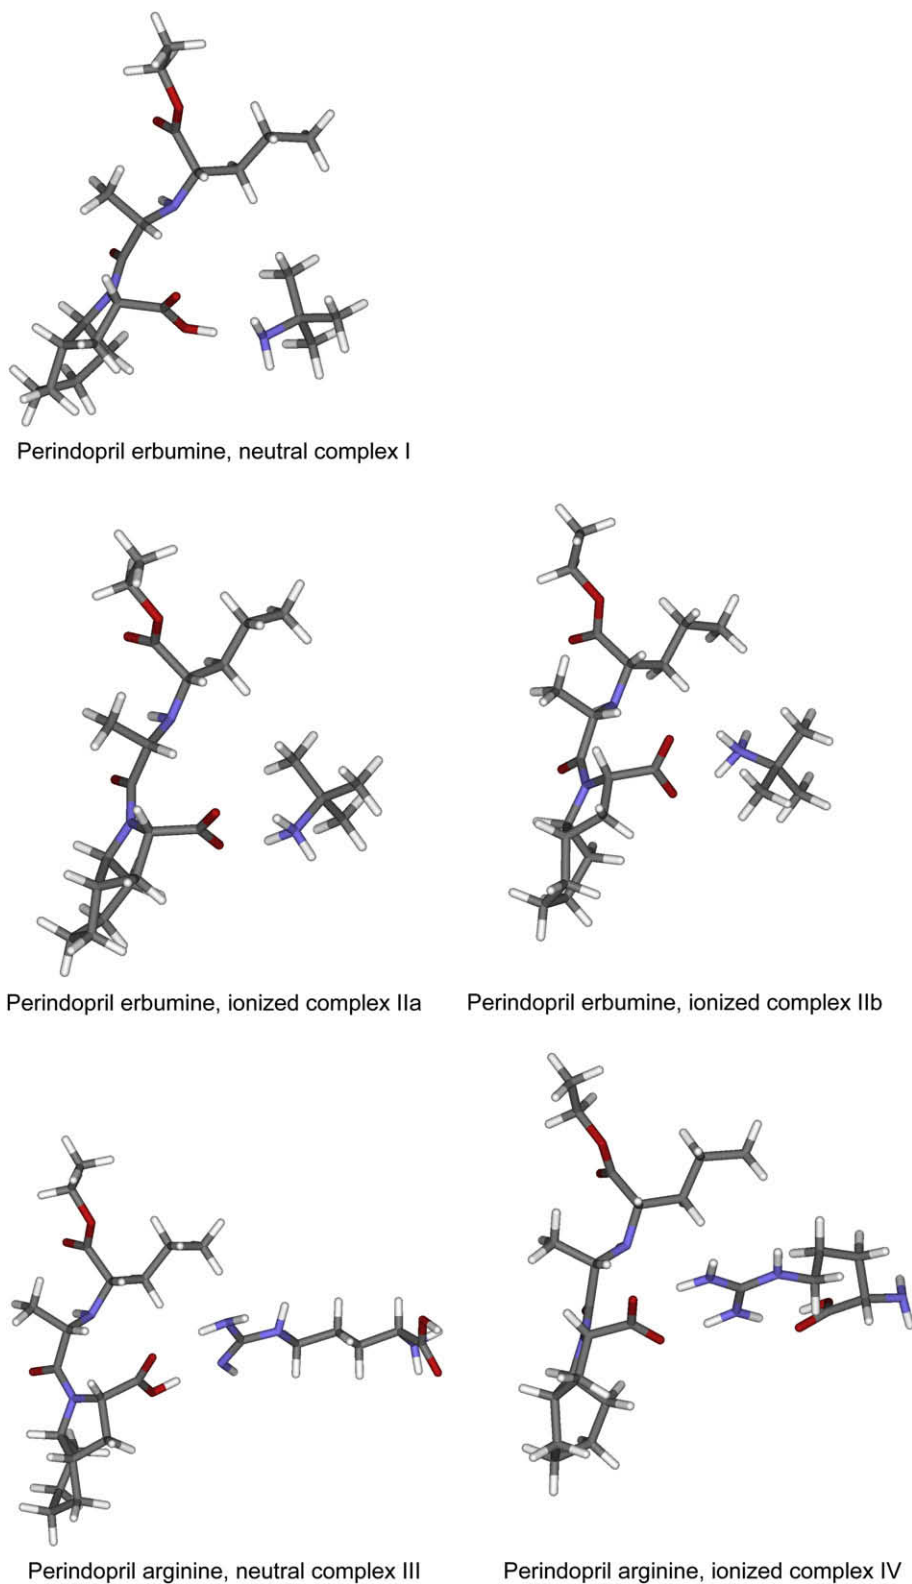 Perindopril erbumine, neutral complex I
Perindopril erbumine, ionized complex IIa
Perindopril erbumine, ionized complex IIb
Perindopril arginine, neutral complex III
Perindopril arginine, ionized complex IV